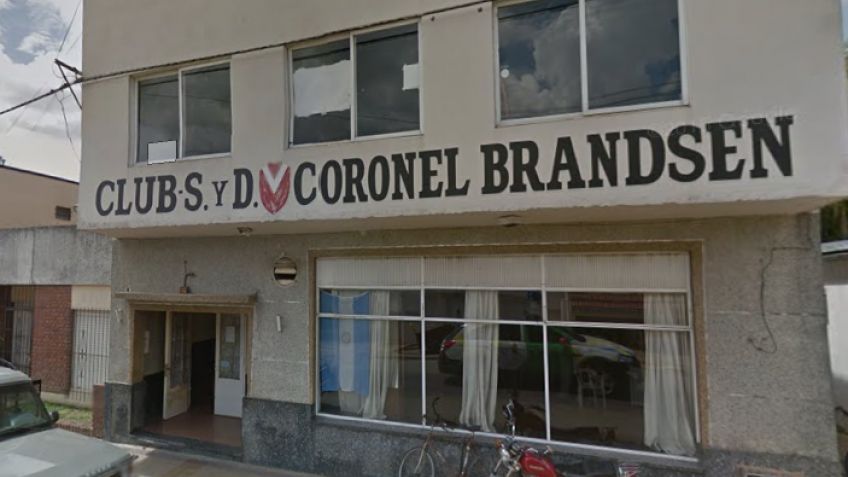 CLUB-S. Y D. CORONEL BRANDSEN